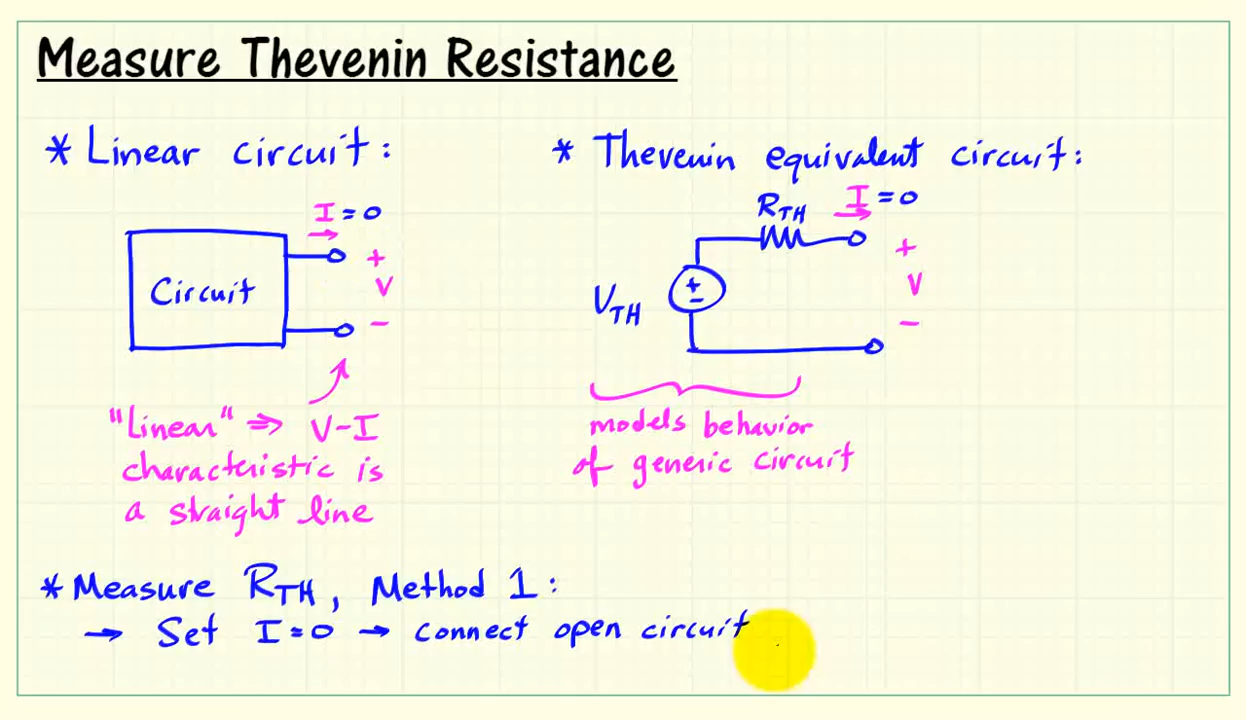 Measure Thevenin Resistance
* Linear circuit:
I = 0
+
Circuit
V
-
"Linear" ⇒ V-I
characteristic is
a straight line
* Thevenin equivalent circuit:
RTH
I = 0
+
VTH
+
-
V
-
models behavior
of generic circuit
* Measure RTH, Method 1:
→ Set I = 0 → connect open circuit